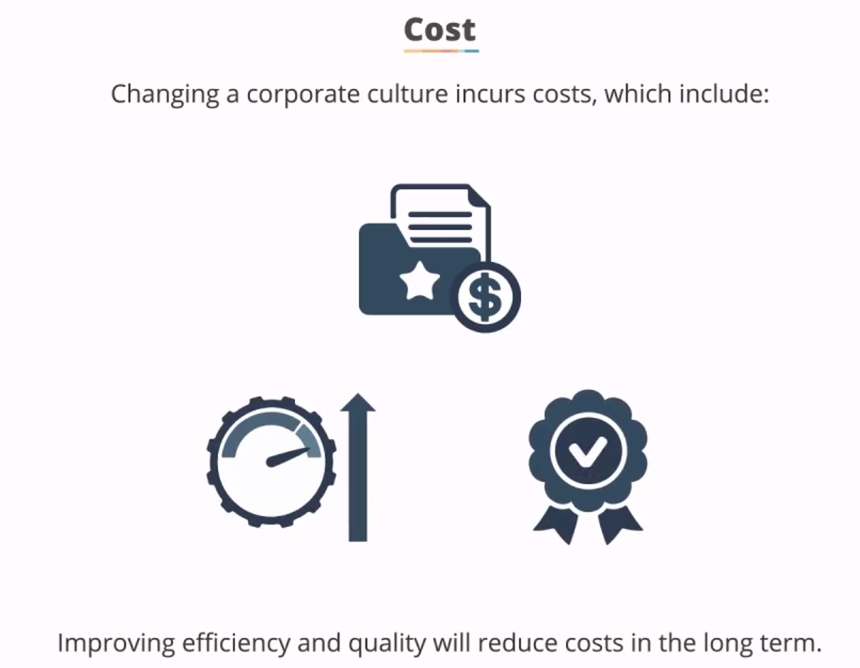 Cost
Changing a corporate culture incurs costs, which include:
$
Improving efficiency and quality will reduce costs in the long term.